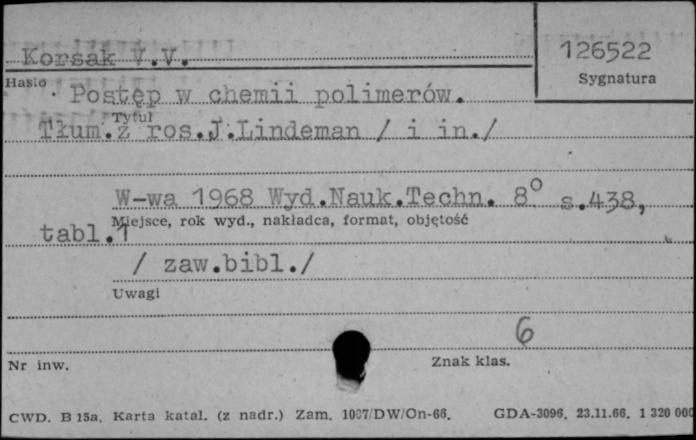 Korsak V.V.
126522
Hasło
Sygnatura
Postęp w chemii polimerów.
Tytuł
Tłum.z ros.J.Lindeman / i in./
W-wa 1968 Wyd.Nauk.Techn. 8° s.438,
Miejsce, rok wyd., nakładca, format, objętość
tabl.1
/ zaw.bibl./
Uwagi
6
Nr inw.
Znak klas.
CWD. B 15a. Karta katal. (z nadr.) Zam. 1037/DW/On-66. GDA-3096. 23.11.66. 1 320 000